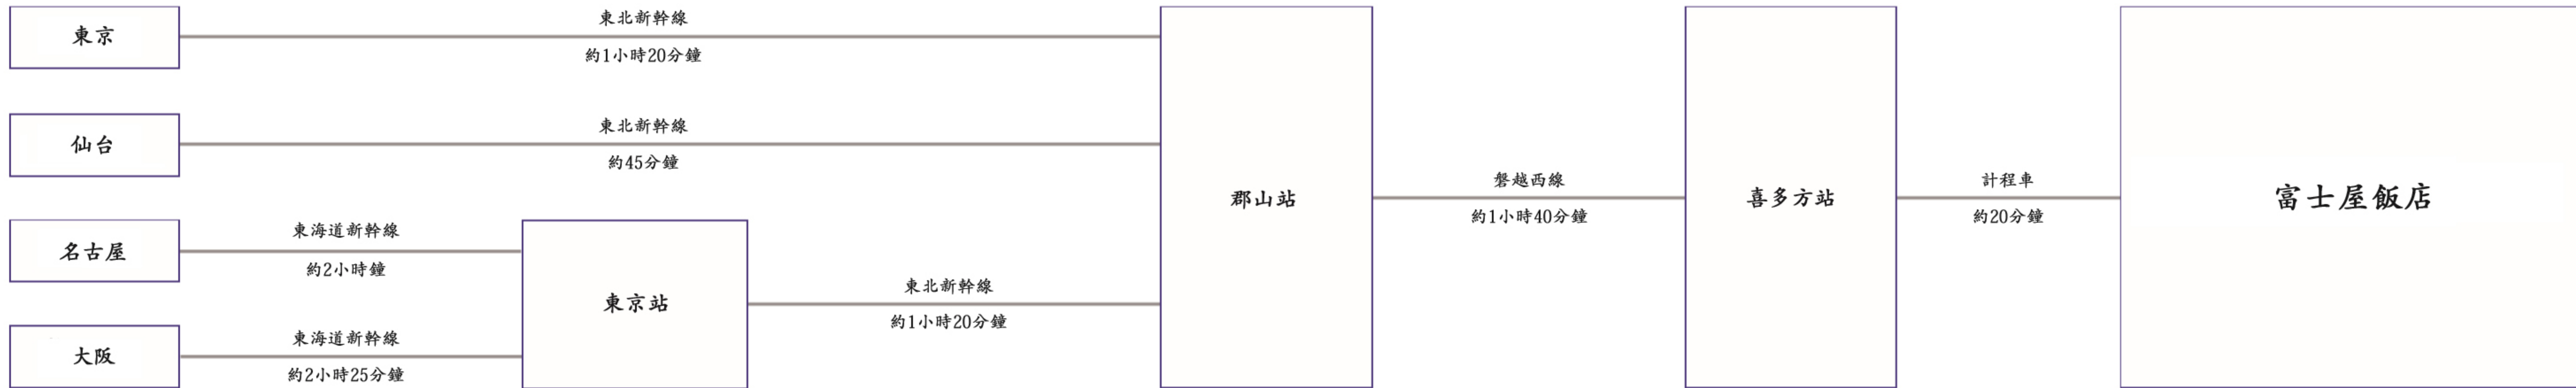 東京
東北新幹線
約1小時20分鐘
仙台
東北新幹線
約45分鐘
名古屋
東海道新幹線
約2小時鐘
大阪
東海道新幹線
約2小時25分鐘
東京站
東北新幹線
約1小時20分鐘
郡山站
磐越西線
約1小時40分鐘
喜多方站
計程車
約20分鐘
富士屋飯店